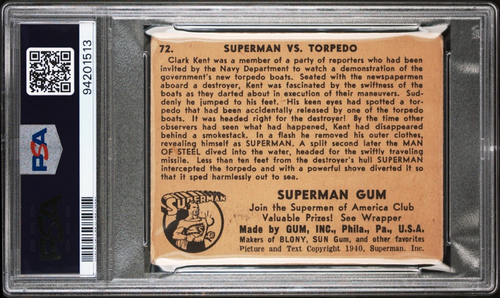 94201513
PSA
72. SUPERMAN VS. TORPEDO
Clark Kent was a member of a party of reporters who had been
invited by the Navy Department to watch a demonstration of the
government's new torpedo boats. Seated with the newspapermen
aboard a destroyer, Kent was fascinated by the swiftness of the
boats as they darted about in execution of their maneuvers. Sud-
denly he jumped to his feet. His keen eyes had spotted a tor-
pedo that had been accidentally released by one of the torpedo
boats. It was headed right for the destroyer! By the time other
observers had seen what had happened, Kent had disappeared
behind a smokestack. In a flash he removed his outer clothes,
revealing himself as SUPERMAN. A split second later the MAN
OF STEEL dived into the water, headed for the swiftly traveling
missile. Less than ten feet from the destroyer's hull SUPERMAN
intercepted the torpedo and with a powerful shove diverted it so
that it sped harmlessly out to sea.
SUPERMAN
SUPERMAN GUM
Join the Supermen of America Club
Valuable Prizes! See Wrapper
Made by GUM, INC., Phila., Pa., U.S.A.
Makers of BLONY, SUN Gum, and other favorites
Picture and Text Copyright 1940, Superman, Inc.